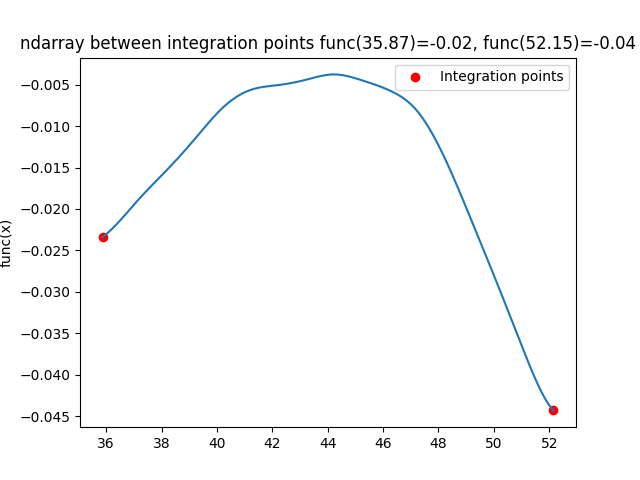 ndarray between integration points func(35.87)=-0.02, func(52.15)=-0.04
Integration points
func(x)
−0.005
−0.010
−0.015
−0.020
−0.025
−0.030
−0.035
−0.040
−0.045
36 38 40 42 44 46 48 50 52